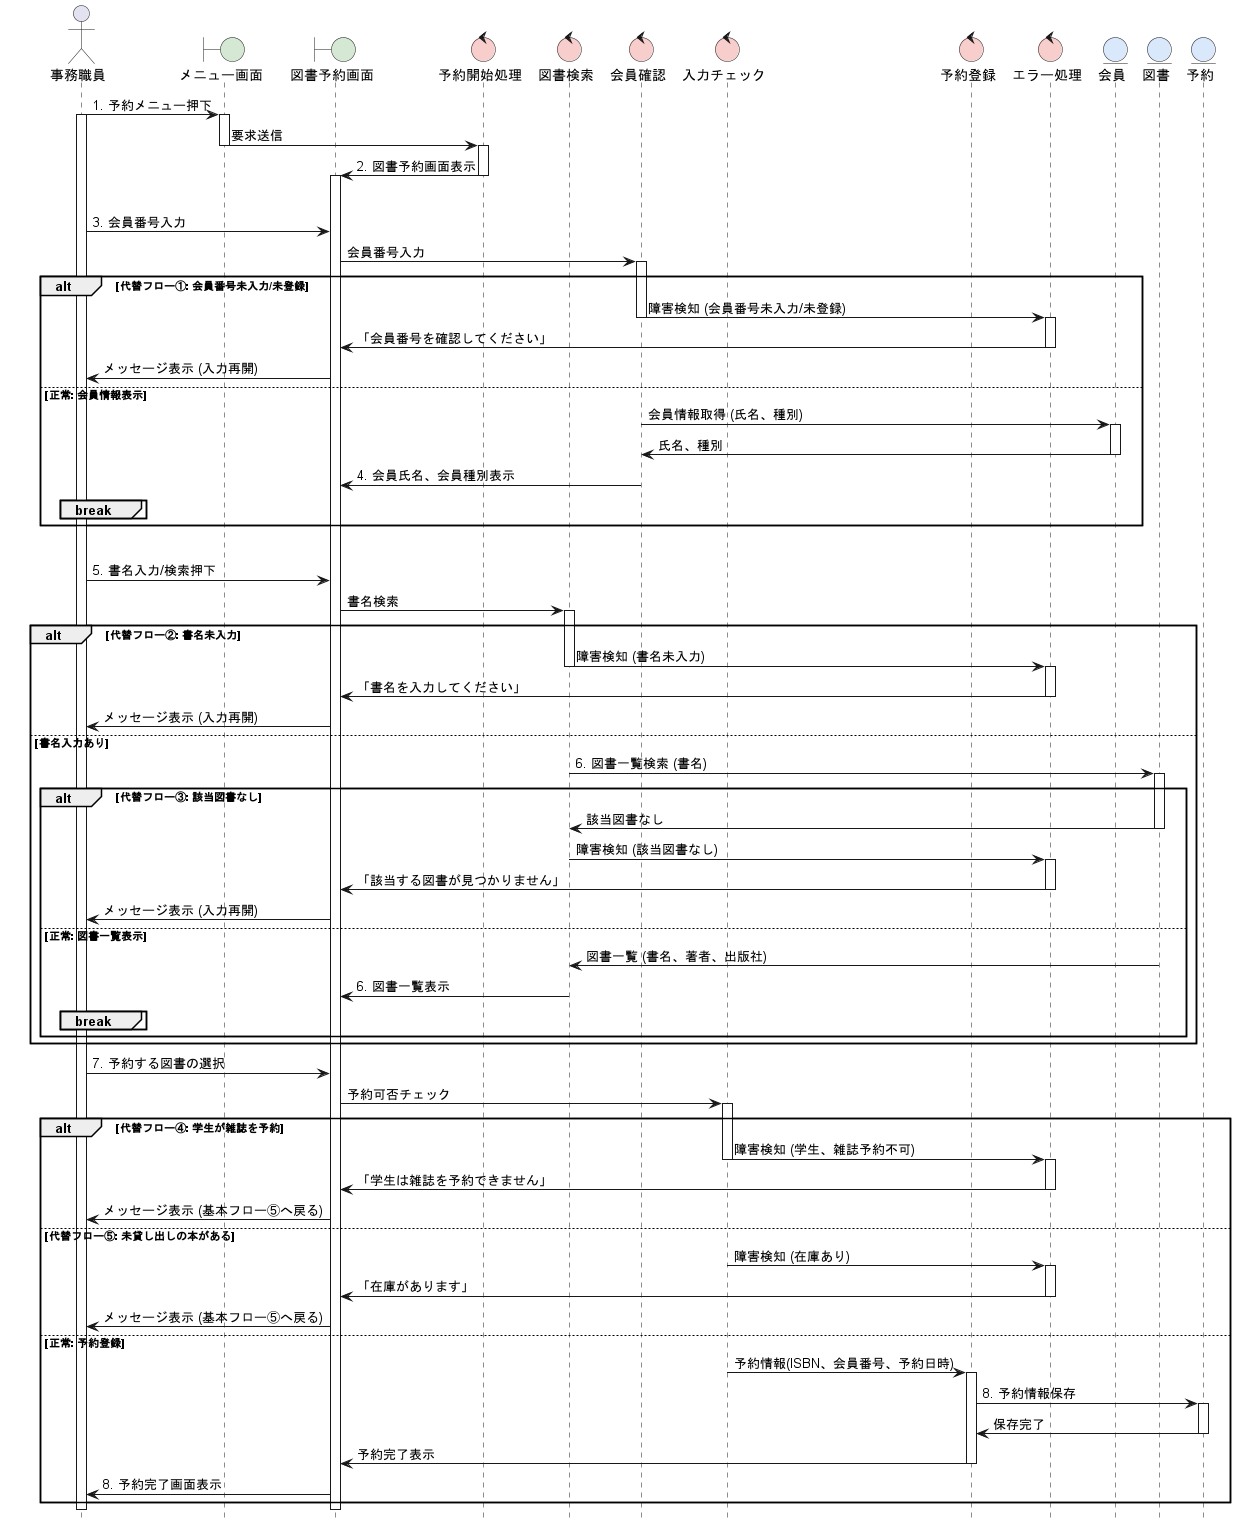 事務職員
メニュー画面
図書予約画面
予約開始処理
図書検索
会員確認
入力チェック
予約登録
エラー処理
会員
図書
予約
1. 予約メニュー押下
要求送信
2. 図書予約画面表示
3. 会員番号入力
会員番号入力
alt
[代替フロー①: 会員番号未入力/未登録]
障害検知 (会員番号未入力/未登録)
「会員番号を確認してください」
メッセージ表示 (入力再開)
[正常: 会員情報表示]
会員情報取得 (氏名、種別)
氏名、種別
4. 会員氏名、会員種別表示
break
5. 書名入力/検索押下
書名検索
alt
[代替フロー②: 書名未入力]
障害検知 (書名未入力)
「書名を入力してください」
メッセージ表示 (入力再開)
[書名入力あり]
6. 図書一覧検索 (書名)
alt
[代替フロー③: 該当図書なし]
該当図書なし
障害検知 (該当図書なし)
「該当する図書が見つかりません」
メッセージ表示 (入力再開)
[正常: 図書一覧表示]
図書一覧 (書名、著者、出版社)
6. 図書一覧表示
break
7. 予約する図書の選択
予約可否チェック
alt
[代替フロー④: 学生が雑誌を予約]
障害検知 (学生、雑誌予約不可)
「学生は雑誌を予約できません」
メッセージ表示 (基本フロー⑤へ戻る)
[代替フロー⑤: 未貸し出しの本がある]
障害検知 (在庫あり)
「在庫があります」
メッセージ表示 (基本フロー⑤へ戻る)
[正常: 予約登録]
予約情報(ISBN、会員番号、予約日時)
8. 予約情報保存
保存完了
予約完了表示
8. 予約完了画面表示